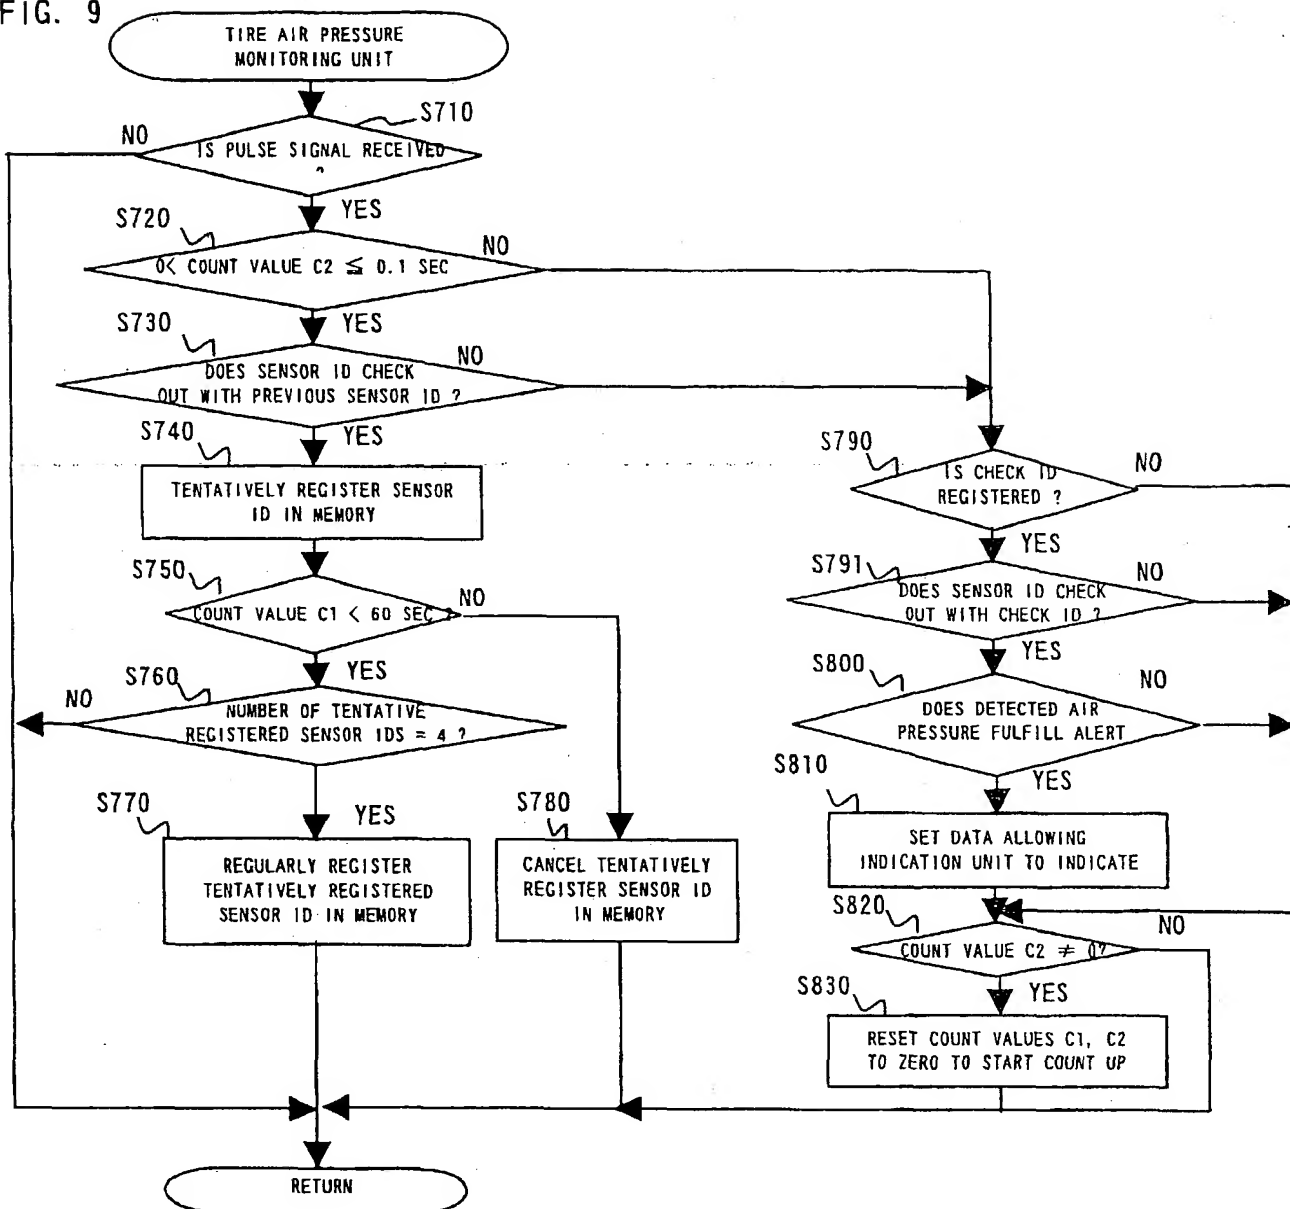 FIG. 9
TIRE AIR PRESSURE
MONITORING UNIT
S710
NO
IS PULSE SIGNAL RECEIVED
?
YES
S720
NO
0< COUNT VALUE C2 ≦ 0.1 SEC
YES
S730
NO
DOES SENSOR ID CHECK
OUT WITH PREVIOUS SENSOR ID ?
YES
S740
TENTATIVELY REGISTER SENSOR
ID IN MEMORY
S750
NO
COUNT VALUE C1 < 60 SEC ?
YES
S760
NO
NUMBER OF TENTATIVE
REGISTERED SENSOR IDS = 4 ?
YES
S770
REGULARLY REGISTER
TENTATIVELY REGISTERED
SENSOR ID IN MEMORY
S780
CANCEL TENTATIVELY
REGISTER SENSOR ID
IN MEMORY
S790
NO
IS CHECK ID
REGISTERED ?
YES
S791
NO
DOES SENSOR ID CHECK
OUT WITH CHECK ID ?
YES
S800
NO
DOES DETECTED AIR
PRESSURE FULFILL ALERT
YES
S810
SET DATA ALLOWING
INDICATION UNIT TO INDICATE
S820
NO
COUNT VALUE C2 ≠ 0?
YES
S830
RESET COUNT VALUES C1, C2
TO ZERO TO START COUNT UP
RETURN